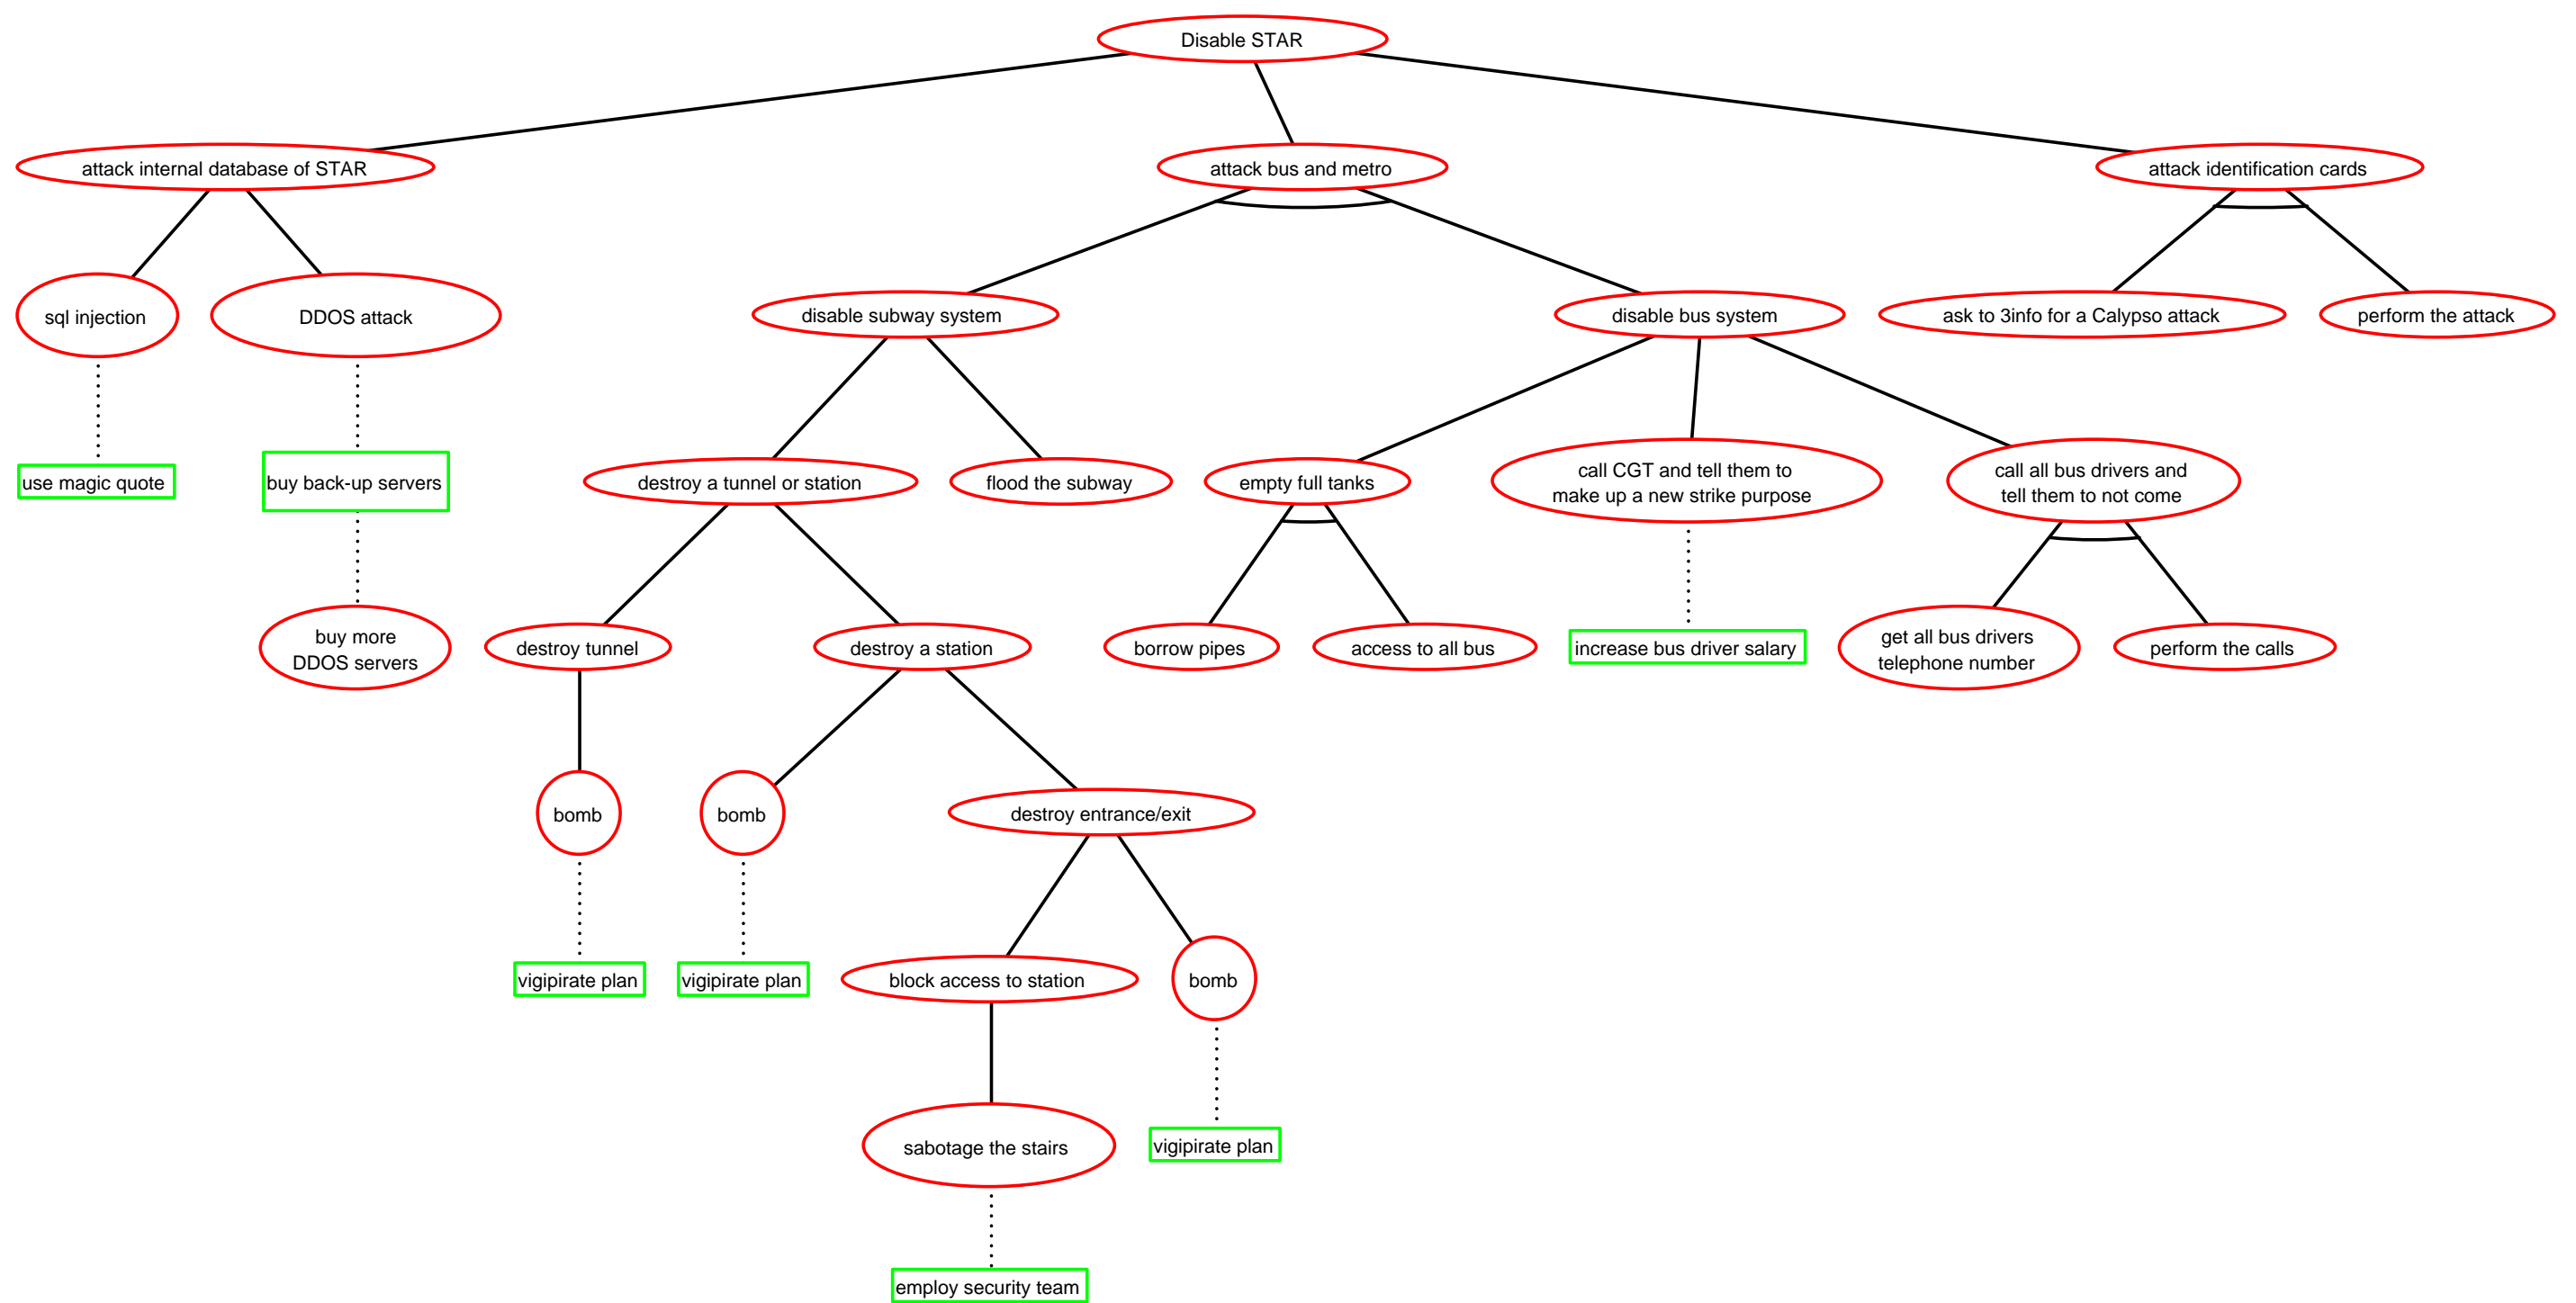 Disable STAR
attack internal database of STAR
attack bus and metro
attack identification cards
sql injection
DDOS attack
disable subway system
disable bus system
ask to 3info for a Calypso attack
perform the attack
use magic quote
buy back-up servers
destroy a tunnel or station
flood the subway
empty full tanks
call CGT and tell them to
make up a new strike purpose
call all bus drivers and
tell them to not come
buy more
DDOS servers
destroy tunnel
destroy a station
borrow pipes
access to all bus
increase bus driver salary
get all bus drivers
telephone number
perform the calls
bomb
bomb
destroy entrance/exit
vigipirate plan
vigipirate plan
block access to station
bomb
sabotage the stairs
vigipirate plan
employ security team